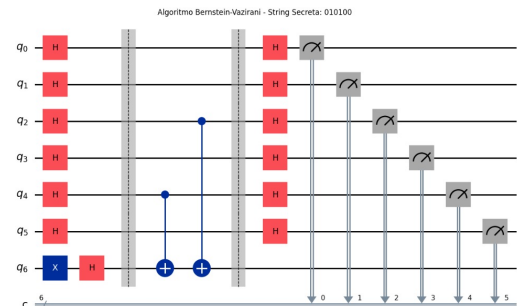 Algoritmo Bernstein-Vazirani - String Secreta: 010100
q0 H H
q1 H H
q2 H H
q3 H H
q4 H H
q5 H H
q6 X H
c 6 0 1 2 3 4 5